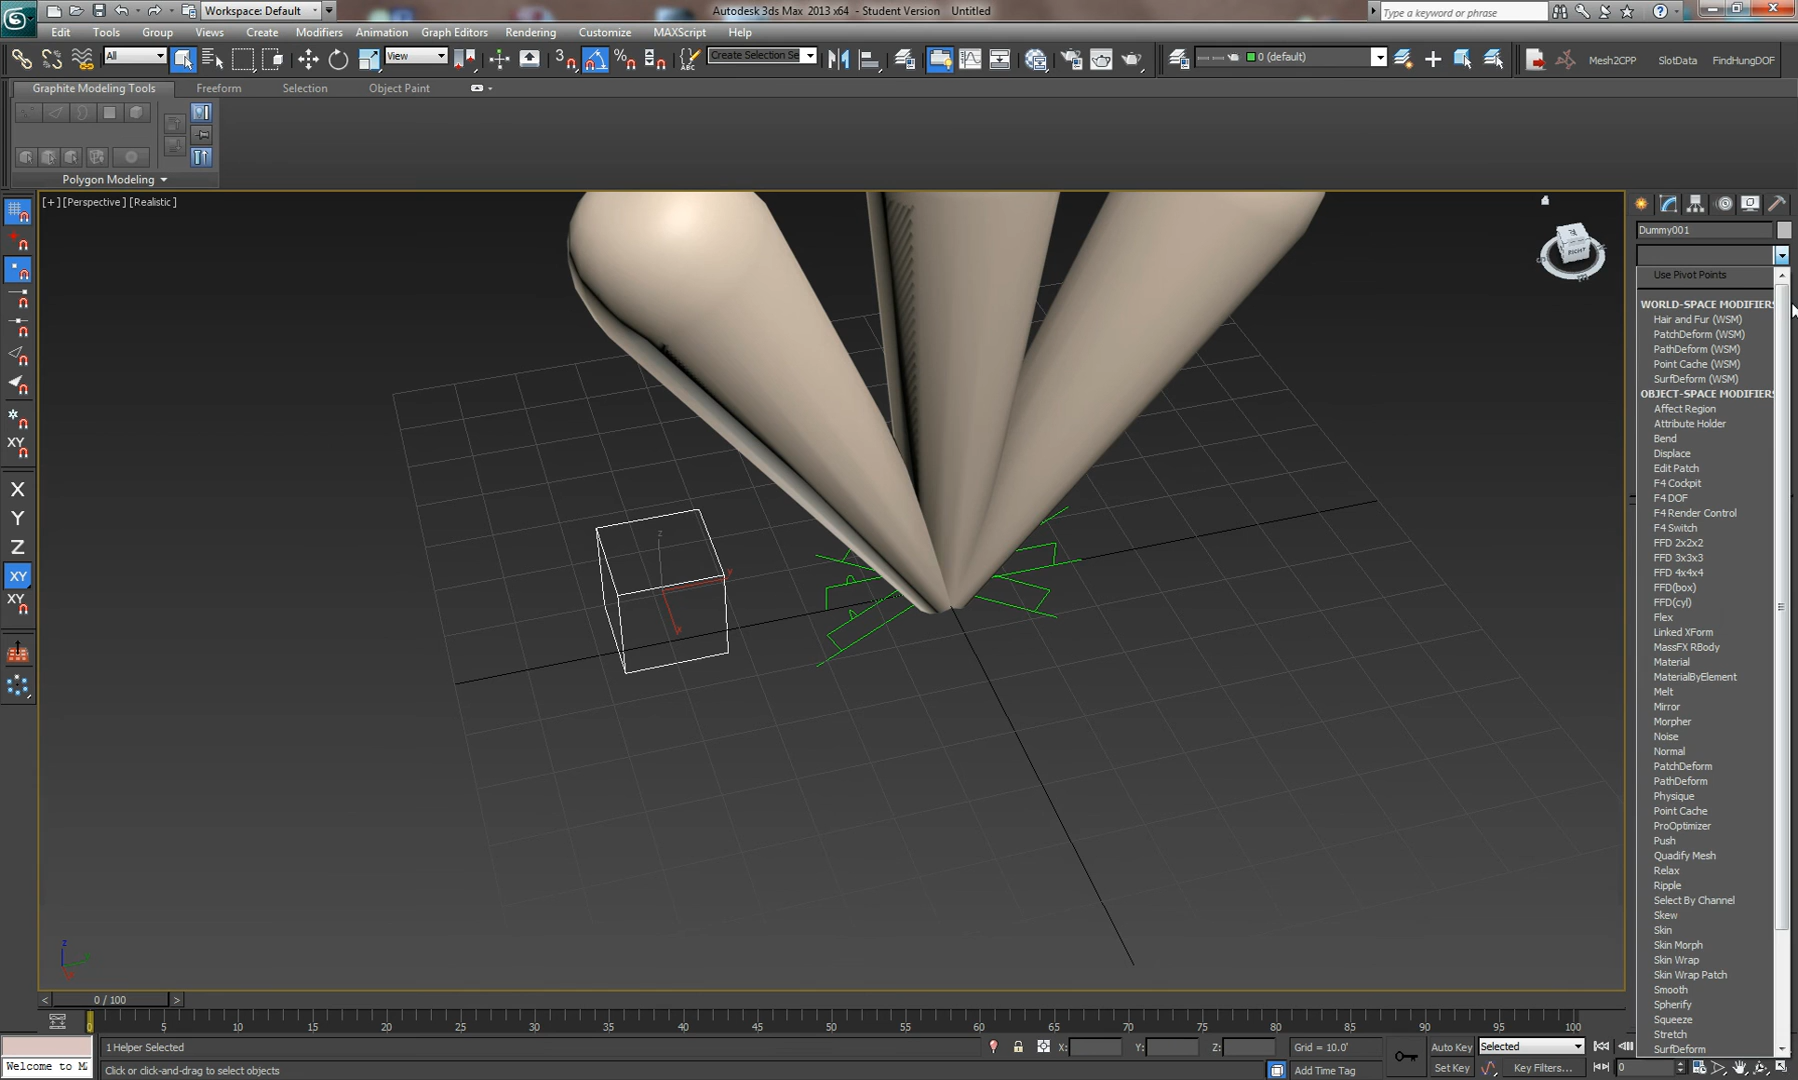 Workspace: Default
Autodesk 3ds Max 2013 x64 - Student Version Untitled
Type a keyword or phrase
Edit Tools Group Views Create Modifiers Animation Graph Editors Rendering Customize MAXScript Help
All View Create Selection Se 0 (default) Mesh2CPP SlotData FindHungDOF
Graphite Modeling Tools Freeform Selection Object Paint
Polygon Modeling
[+] [Perspective] [Realistic]
Dummy001
Use Pivot Points
WORLD-SPACE MODIFIERS
Hair and Fur (WSM)
PatchDeform (WSM)
PathDeform (WSM)
Point Cache (WSM)
SurfDeform (WSM)
OBJECT-SPACE MODIFIERS
Affect Region
Attribute Holder
Bend
Displace
Edit Patch
F4 Cockpit
F4 DOF
F4 Render Control
F4 Switch
FFD 2x2x2
FFD 3x3x3
FFD 4x4x4
FFD(box)
FFD(cyl)
Flex
Linked XForm
MassFX RBody
Material
MaterialByElement
Melt
Mirror
Morpher
Noise
Normal
PatchDeform
PathDeform
Physique
Point Cache
ProOptimizer
Push
Quadify Mesh
Relax
Ripple
Select By Channel
Skew
Skin
Skin Morph
Skin Wrap
Skin Wrap Patch
Smooth
Spherify
Squeeze
Stretch
SurfDeform
XY
X
Y
Z
XY
XY
z
y
x
z
0 / 100
0 5 10 15 20 25 30 35 40 45 50 55 60 65 70 75 80 85 90 95 100
1 Helper Selected X: Y: Z: Grid = 10.0' Auto Key Selected
Welcome to M Click or click-and-drag to select objects Add Time Tag Set Key Key Filters... 0